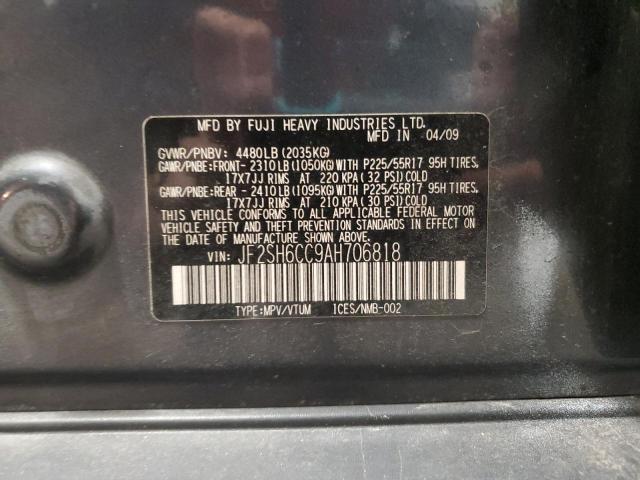 MFD BY FUJI HEAVY INDUSTRIES LTD.
MFD IN 04/09
GVWR/PNBV: 4480LB(2035KG)
GAWR/PNBE:FRONT-2310LB(1050KG)WITH P225/55R17 95H TIRES,
17X7JJ RIMS AT 220 KPA(32 PSI)COLD
GAWR/PNBE:REAR -2410LB(1095KG)WITH P225/55R17 95H TIRES,
17X7JJ RIMS AT 210 KPA(30 PSI)COLD
THIS VEHICLE CONFORMS TO ALL APPLICABLE FEDERAL MOTOR
VEHICLE SAFETY AND THEFT PREVENTION STANDARDS IN EFFECT ON
THE DATE OF MANUFACTURE SHOWN ABOVE.
VIN: JF2SH6CC9AH706818
TYPE:MPV/VTUM ICES/NMB-002